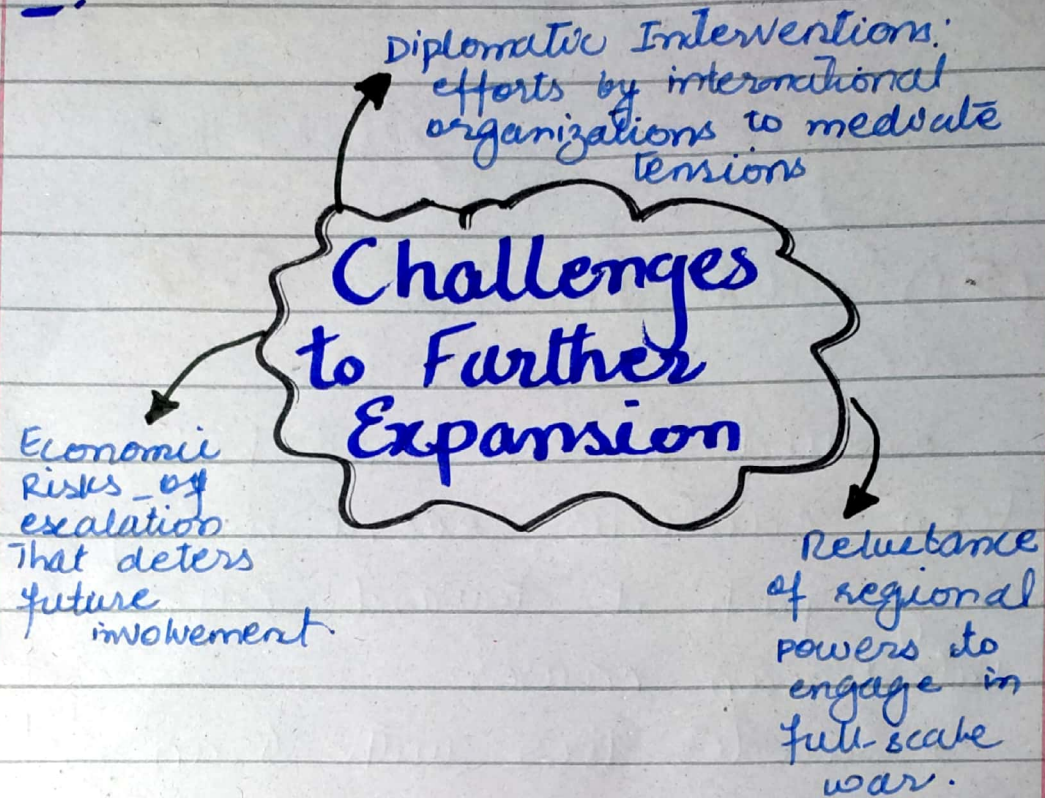 Diplomatic Interventions:
efforts by international
organizations to mediate
tensions
Challenges
to Further
Expansion
Economic
Risks of
escalation
That deters
future
involvement.
Reluctance
of regional
powers to
engage in
full-scale
war.